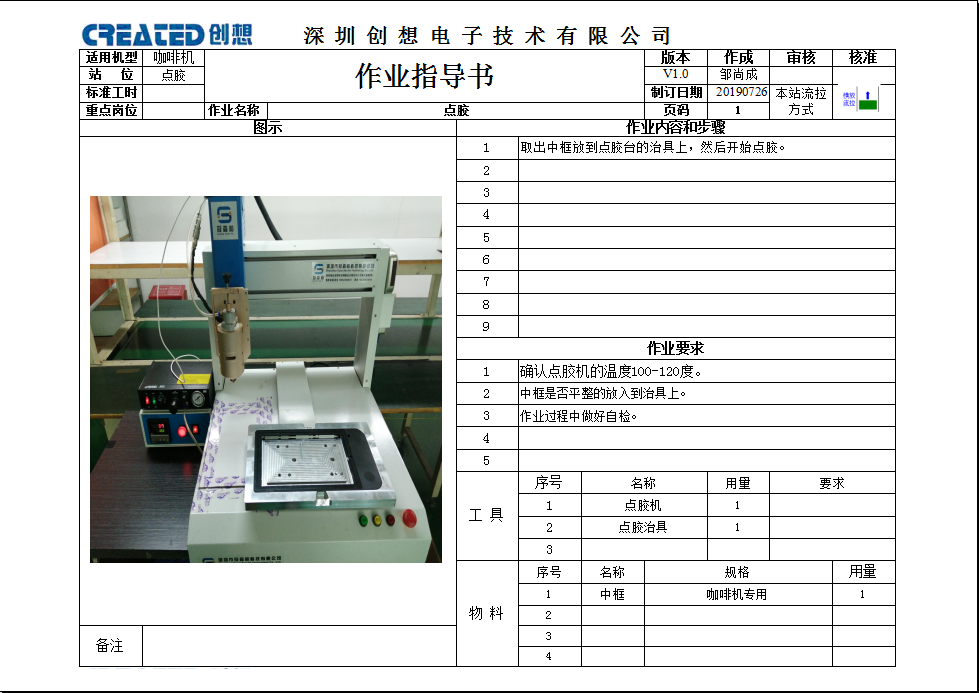 CREATED创想 深圳创想电子技术有限公司
适用机型 咖啡机 作业指导书 版本 作成 审核 核准
站 位 点胶 V1.0 邹尚成
标准工时 制订日期 20190726 本站流拉方式
重点岗位 作业名称 点胶 页码 1
图示 作业内容和步骤
1 取出中框放到点胶台的治具上，然后开始点胶。
2
3
4
5
6
7
8
9
作业要求
1 确认点胶机的温度100-120度。
2 中框是否平整的放入到治具上。
3 作业过程中做好自检。
4
5
工 具 序号 名称 用量 要求
1 点胶机 1
2 点胶治具 1
3
物 料 序号 名称 规格 用量
1 中框 咖啡机专用 1
2
3
4
备注